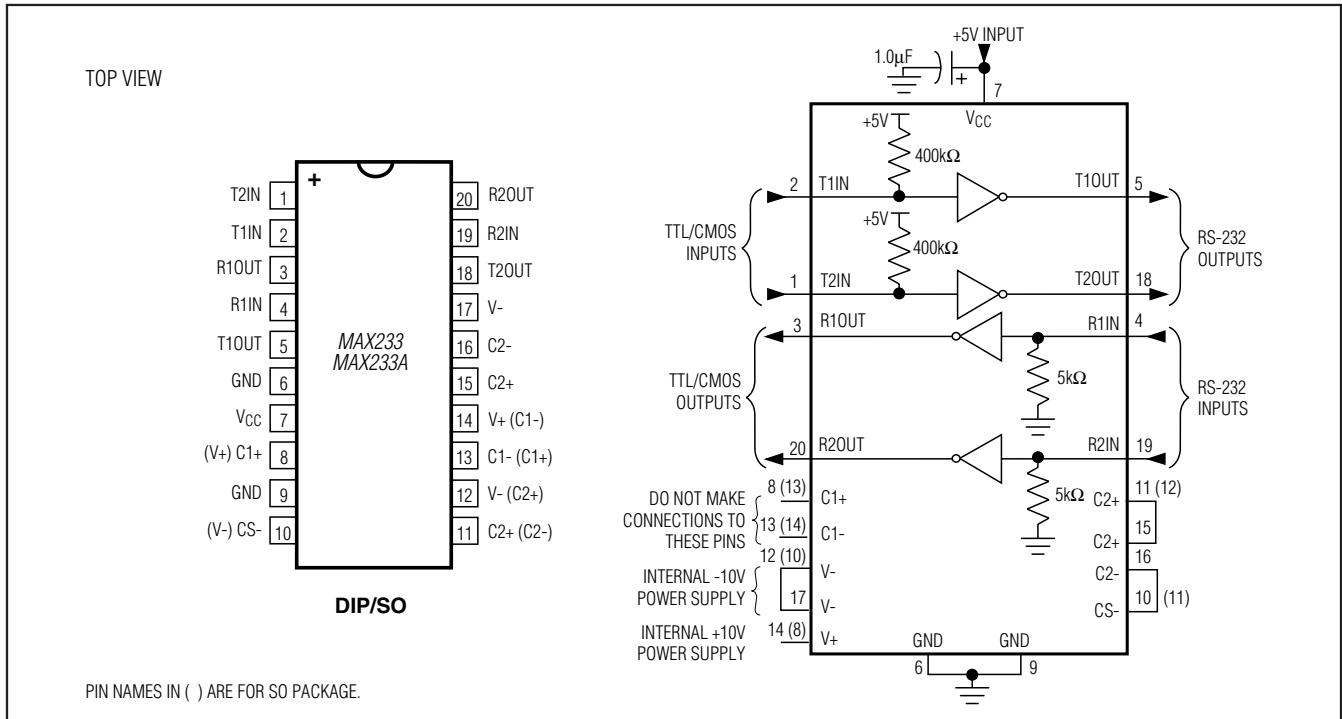 TOP VIEW
+
T2IN 1
T1IN 2
R1OUT 3
R1IN 4
T1OUT 5
GND 6
VCC 7
(V+) C1+ 8
GND 9
(V-) CS- 10
20 R2OUT
19 R2IN
18 T2OUT
17 V-
16 C2-
15 C2+
14 V+ (C1-)
13 C1- (C1+)
12 V- (C2+)
11 C2+ (C2-)
MAX233
MAX233A
DIP/SO
PIN NAMES IN ( ) ARE FOR SO PACKAGE.
+5V INPUT
1.0µF
+
7
VCC
+5V
400kΩ
2 T1IN
T1OUT 5
+5V
400kΩ
TTL/CMOS
INPUTS
RS-232
OUTPUTS
1 T2IN
T2OUT 18
3 R1OUT
R1IN 4
5kΩ
TTL/CMOS
OUTPUTS
RS-232
INPUTS
20 R2OUT
R2IN 19
5kΩ
DO NOT MAKE
CONNECTIONS TO
THESE PINS
8 (13) C1+
13 (14) C1-
INTERNAL -10V
POWER SUPPLY
12 (10) V-
17 V-
INTERNAL +10V
POWER SUPPLY
14 (8) V+
C2+ 11 (12)
C2+ 15
C2- 16
CS- 10 (11)
GND GND
6 9